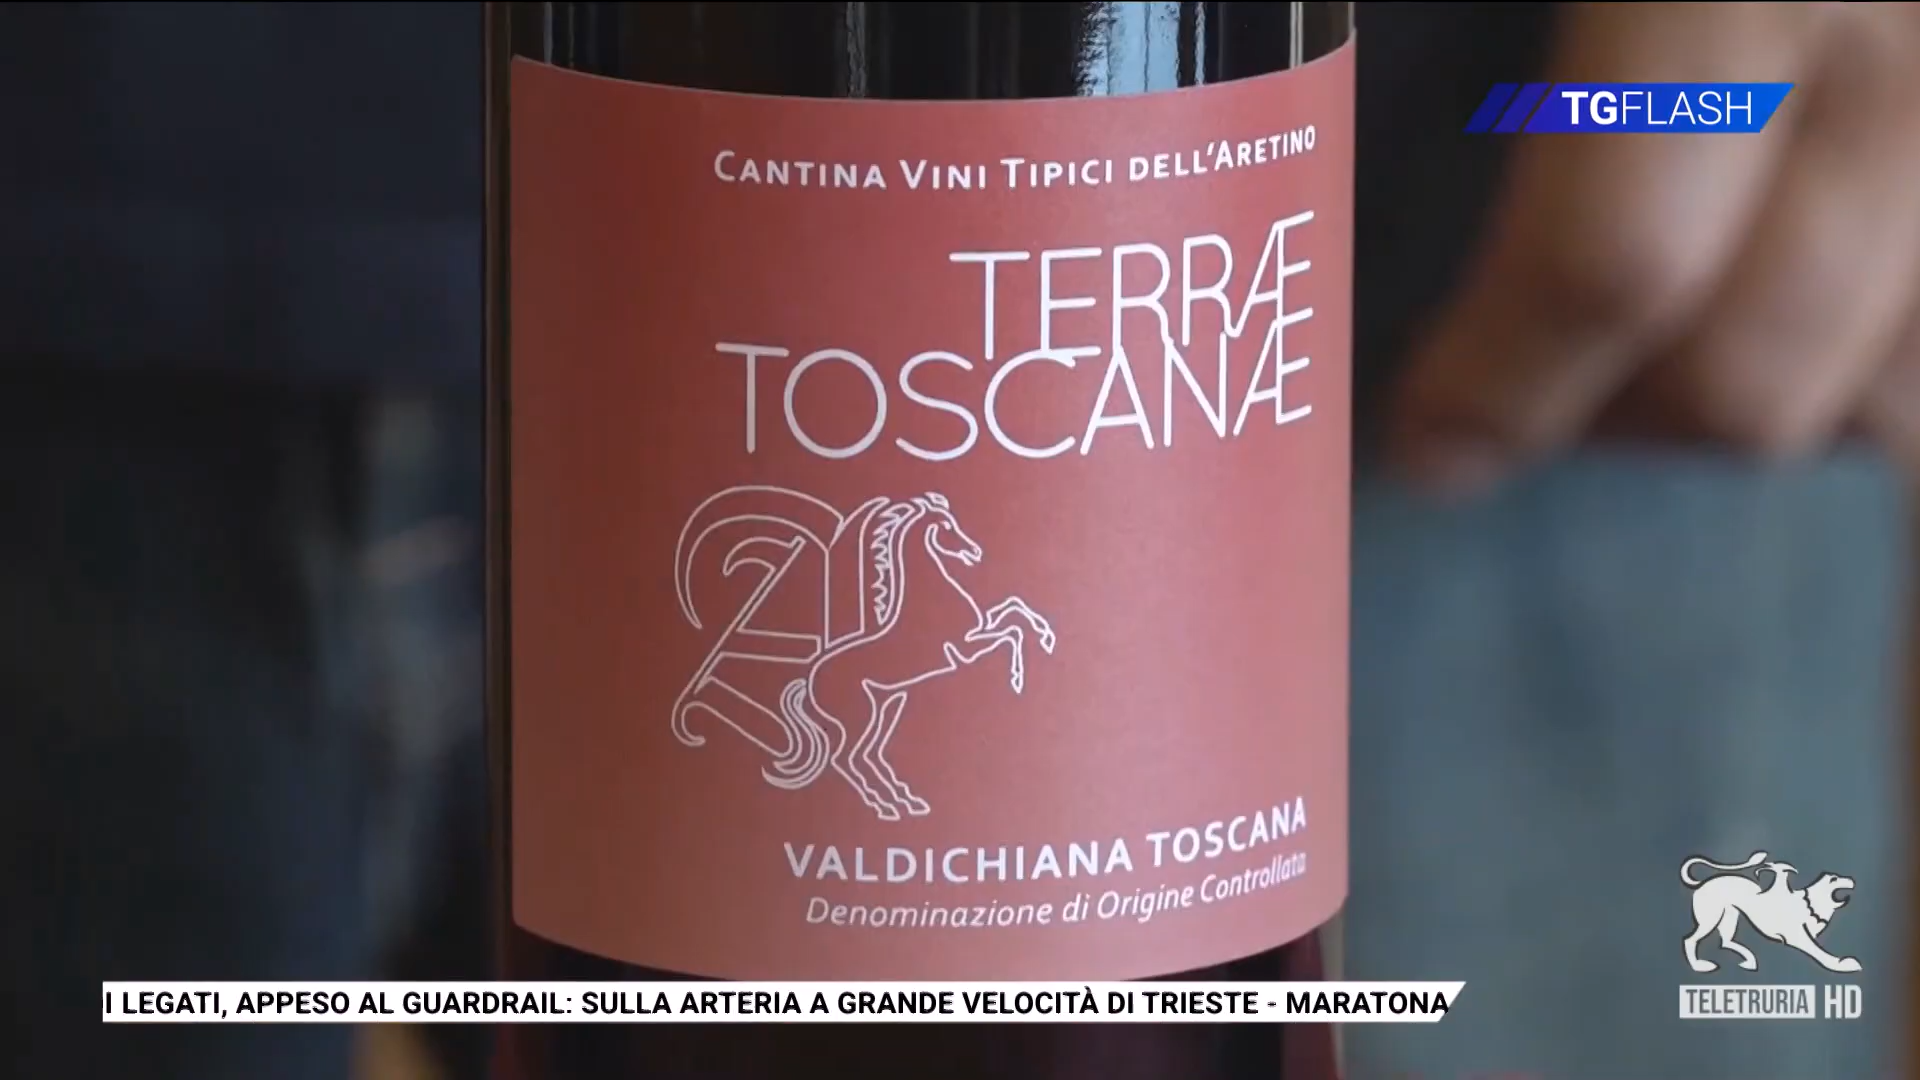 TGFLASH
CANTINA VINI TIPICI DELL'ARETINO
TERRÆ
TOSCANÆ
VALDICHIANA TOSCANA
Denominazione di Origine Controllata
I LEGATI, APPESO AL GUARDRAIL: SULLA ARTERIA A GRANDE VELOCITÀ DI TRIESTE - MARATONA
TELETRURIA HD